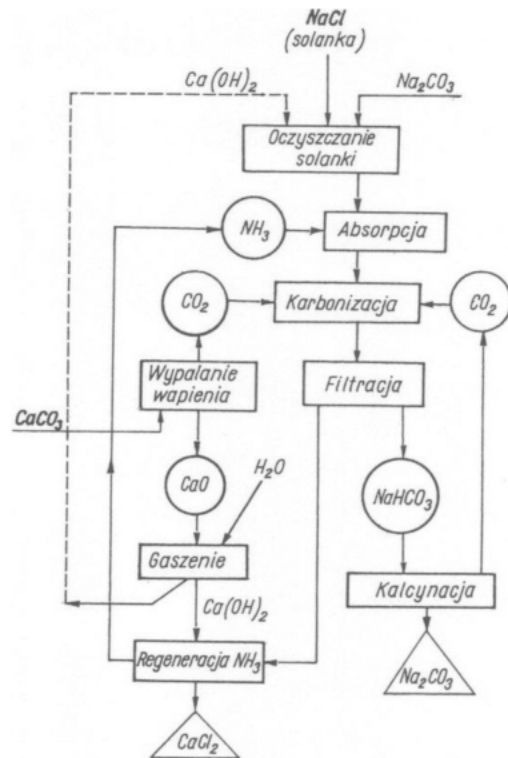 NaCl
(solanka)
Ca(OH)₂
Na₂CO₃
Oczyszczanie
solanki
NH₃
Absorpcja
CO₂
Karbonizacja
CO₂
Wypalanie
wapienia
Filtracja
CaCO₃
CaO
H₂O
NaHCO₃
Gaszenie
Kalcynacja
Ca(OH)₂
Regeneracja NH₃
Na₂CO₃
CaCl₂